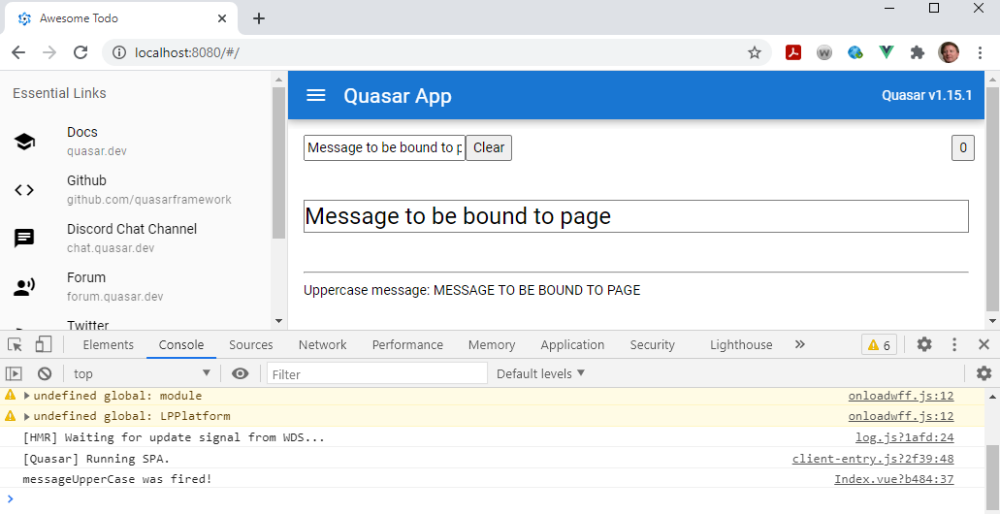 Awesome Todo
localhost:8080/#/
Essential Links
Docs
quasar.dev
Github
github.com/quasarframework
Discord Chat Channel
chat.quasar.dev
Forum
forum.quasar.dev
Twitter
Quasar App
Quasar v1.15.1
Message to be bound to p
Clear
0
Message to be bound to page
Uppercase message: MESSAGE TO BE BOUND TO PAGE
Elements Console Sources Network Performance Memory Application Security Lighthouse » 6
top Filter Default levels
undefined global: module onloadwff.js:12
undefined global: LPPlatform onloadwff.js:12
[HMR] Waiting for update signal from WDS... log.js?1afd:24
[Quasar] Running SPA. client-entry.js?2f39:48
messageUpperCase was fired! Index.vue?b484:37